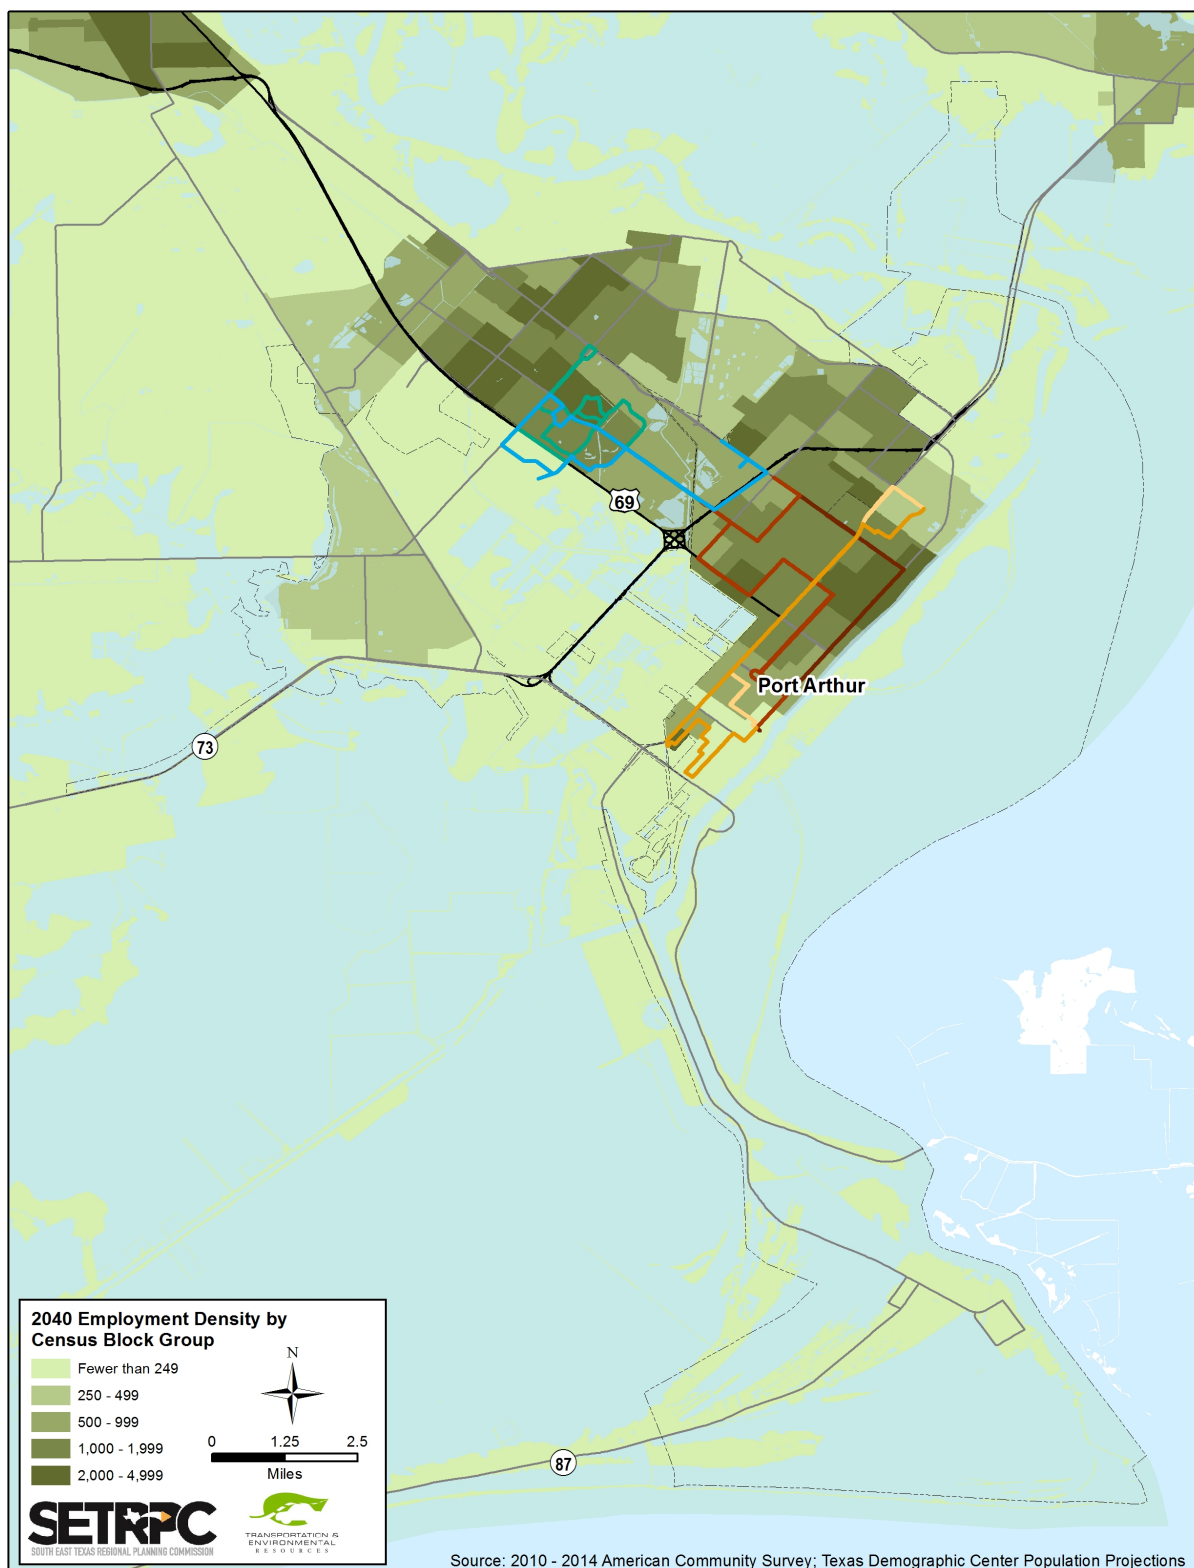 69
Port Arthur
73
87
2040 Employment Density by
Census Block Group
Fewer than 249
250 - 499
500 - 999
1,000 - 1,999
2,000 - 4,999
N
0 1.25 2.5
Miles
SETRPC
SOUTH EAST TEXAS REGIONAL PLANNING COMMISSION
TRANSPORTATION &
ENVIRONMENTAL
RESOURCES
Source: 2010 - 2014 American Community Survey; Texas Demographic Center Population Projections